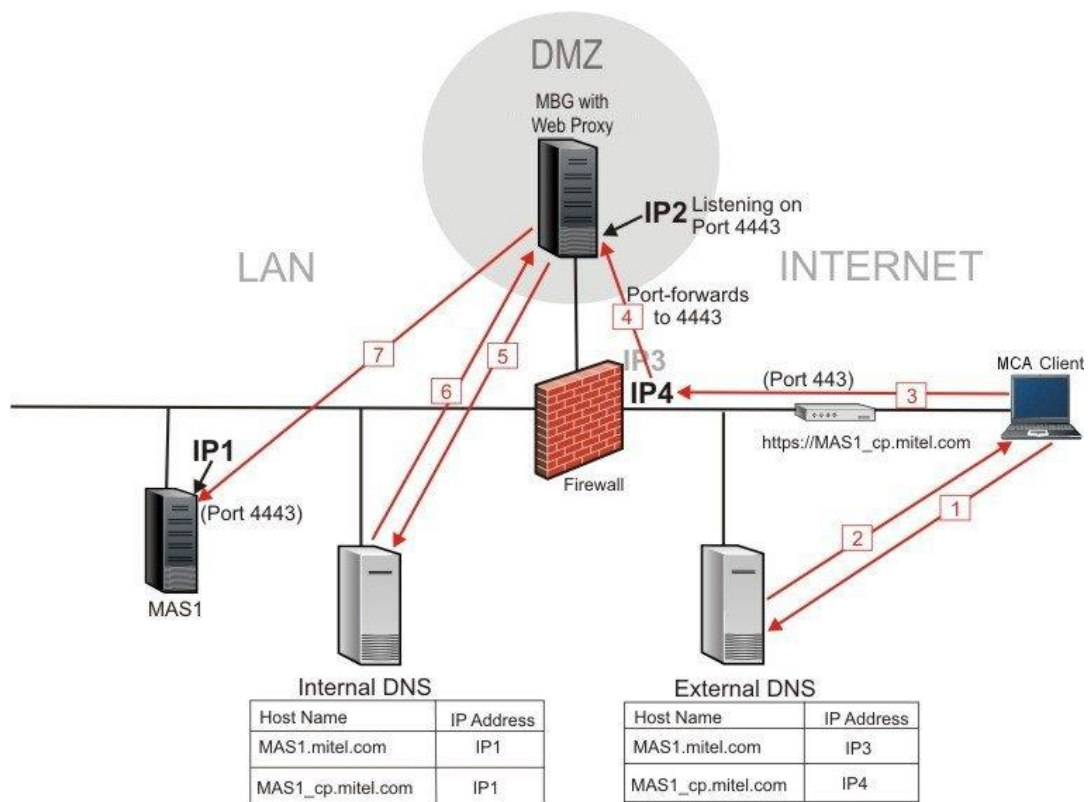 DMZ
MBG with
Web Proxy
IP2 Listening on
Port 4443
LAN
INTERNET
Port-forwards
4 to 4443
7
6
5
IP3
IP4
(Port 443)
3
MCA Client
https://MAS1_cp.mitel.com
IP1
(Port 4443)
Firewall
2
1
MAS1
Internal DNS
Host Name IP Address
MAS1.mitel.com IP1
MAS1_cp.mitel.com IP1
External DNS
Host Name IP Address
MAS1.mitel.com IP3
MAS1_cp.mitel.com IP4